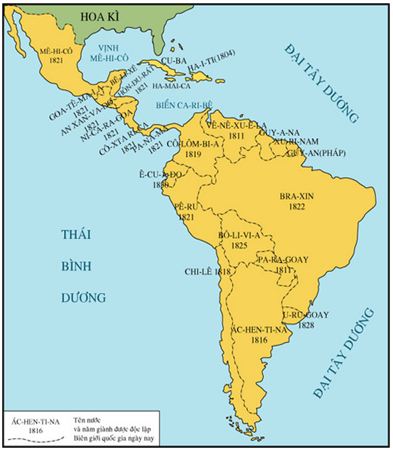 HOA KÌ
MÊ-HI-CÔ
1821
VỊNH
MÊ-HI-CÔ
ĐẠI TÂY DƯƠNG
CU-BA
HA-I-TI(1804)
HA-MAI-CA
BIỂN CA-RI-BÊ
BÊ-LI-XÊ
HÔN-ĐU-RÁT
1821
GOA-TÊ-MA-LA
1821
AN XAN-VA-ĐO
1821
NI-CA-RA-GOA
1821
CÔ-XTA RI-CA
1821
PA-NA-MA
1821
VÊ-NÊ-XU-Ê-LA
1811
GUY-A-NA
XU-RI-NAM
GUY-AN(PHÁP)
CÔ-LÔM-BI-A
1819
Ê-CU-A-ĐO
PÊ-RU
1821
BRA-XIN
1822
BÔ-LI-VI-A
1825
THÁI
BÌNH
DƯƠNG
PA-RA-GOAY
1811
CHI-LÊ 1818
U-RU-GOAY
1828
ÁC-HEN-TI-NA
1816
ĐẠI TÂY DƯƠNG
ÁC-HEN-TI-NA
1816
Tên nước
và năm giành được độc lập
Biên giới quốc gia ngày nay